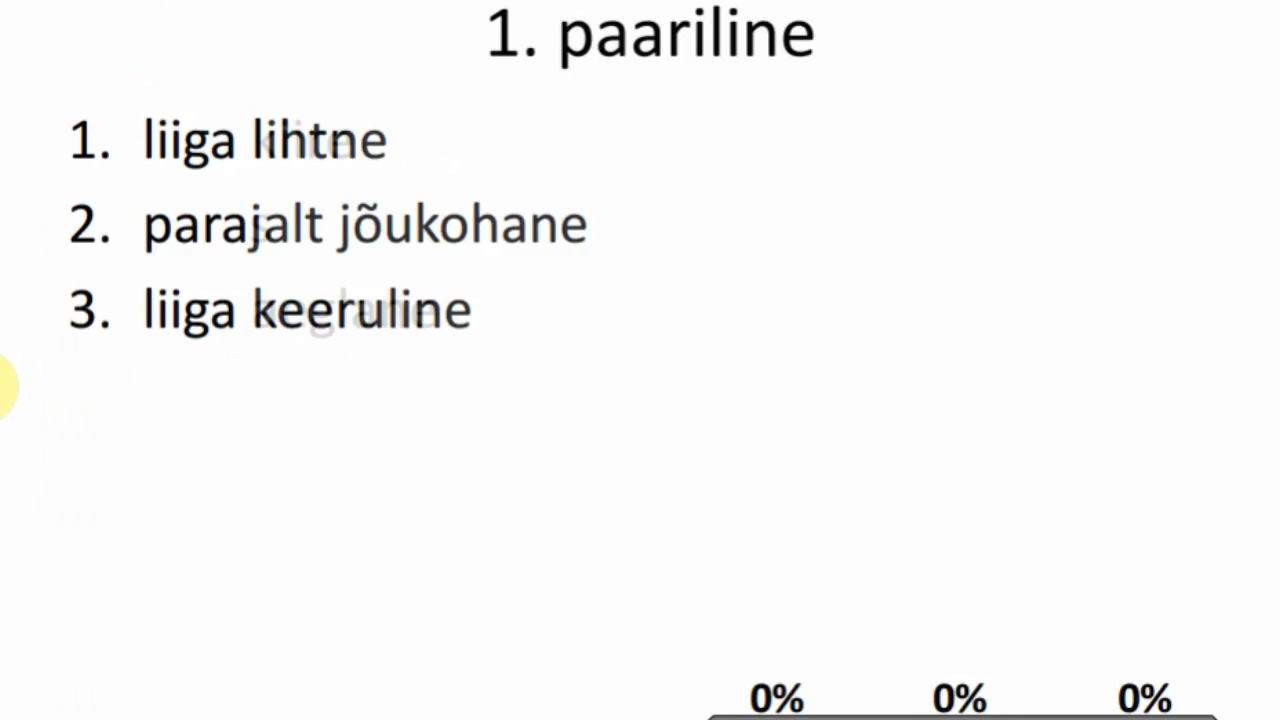 1. paariline
1. liiga lihtne
2. parajalt jõukohane
3. liiga keeruline
0% 0% 0%